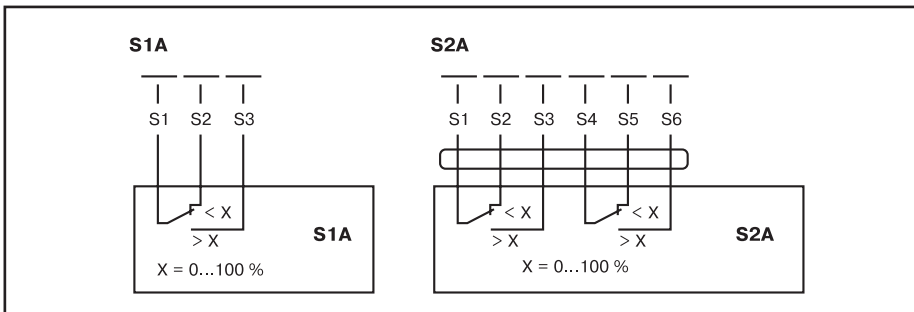 S1A
S1 S2 S3
< X
> X
S1A
X = 0...100 %
S2A
S1 S2 S3 S4 S5 S6
< X < X
> X > X
S2A
X = 0...100 %